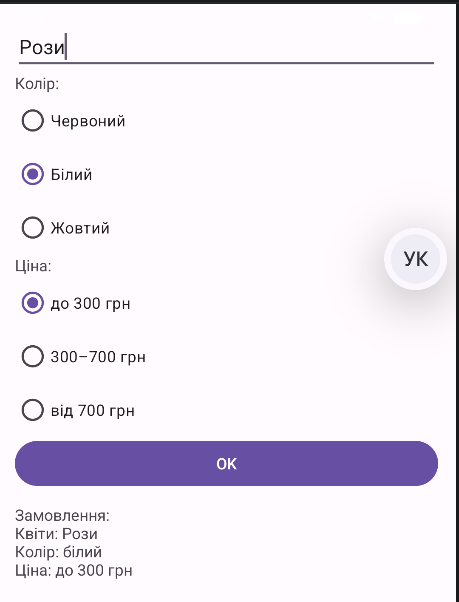 Рози
Колір:
Червоний
Білий
Жовтий
УК
Ціна:
до 300 грн
300–700 грн
від 700 грн
OK
Замовлення:
Квіти: Рози
Колір: білий
Ціна: до 300 грн